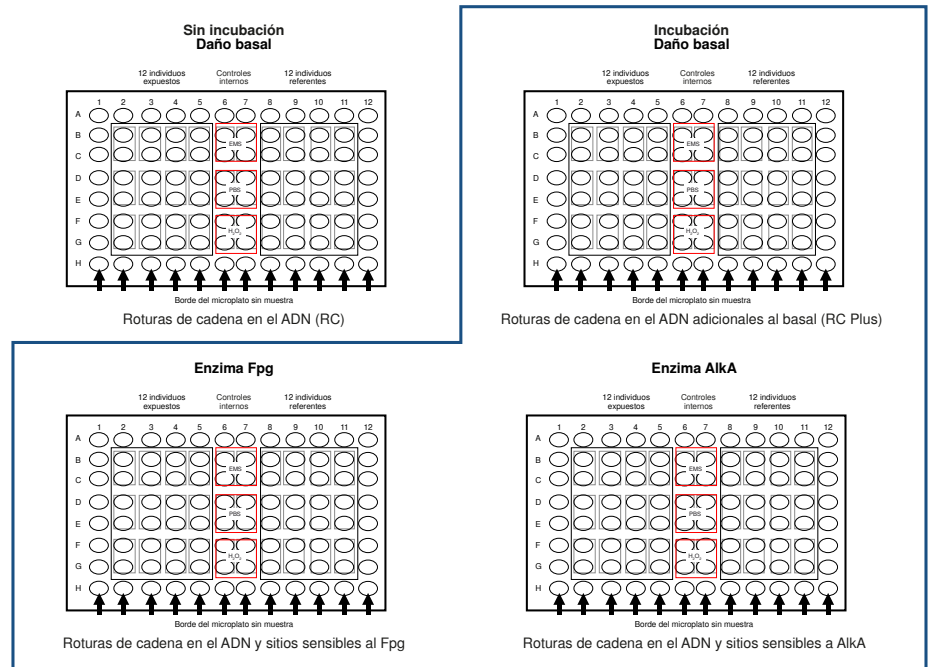 Sin incubación
Daño basal
12 individuos
expuestos
Controles
internos
12 individuos
referentes
1 2 3 4 5 6 7 8 9 10 11 12
A
B
EMS
C
D
PBS
E
F
H₂O₂
G
H
Borde del microplato sin muestra
Roturas de cadena en el ADN (RC)
Incubación
Daño basal
12 individuos
expuestos
Controles
internos
12 individuos
referentes
1 2 3 4 5 6 7 8 9 10 11 12
A
B
EMS
C
D
PBS
E
F
H₂O₂
G
H
Borde del microplato sin muestra
Roturas de cadena en el ADN adicionales al basal (RC Plus)
Enzima Fpg
12 individuos
expuestos
Controles
internos
12 individuos
referentes
1 2 3 4 5 6 7 8 9 10 11 12
A
B
EMS
C
D
PBS
E
F
H₂O₂
G
H
Borde del microplato sin muestra
Roturas de cadena en el ADN y sitios sensibles al Fpg
Enzima AlkA
12 individuos
expuestos
Controles
internos
12 individuos
referentes
1 2 3 4 5 6 7 8 9 10 11 12
A
B
EMS
C
D
PBS
E
F
H₂O₂
G
H
Borde del microplato sin muestra
Roturas de cadena en el ADN y sitios sensibles a AlkA